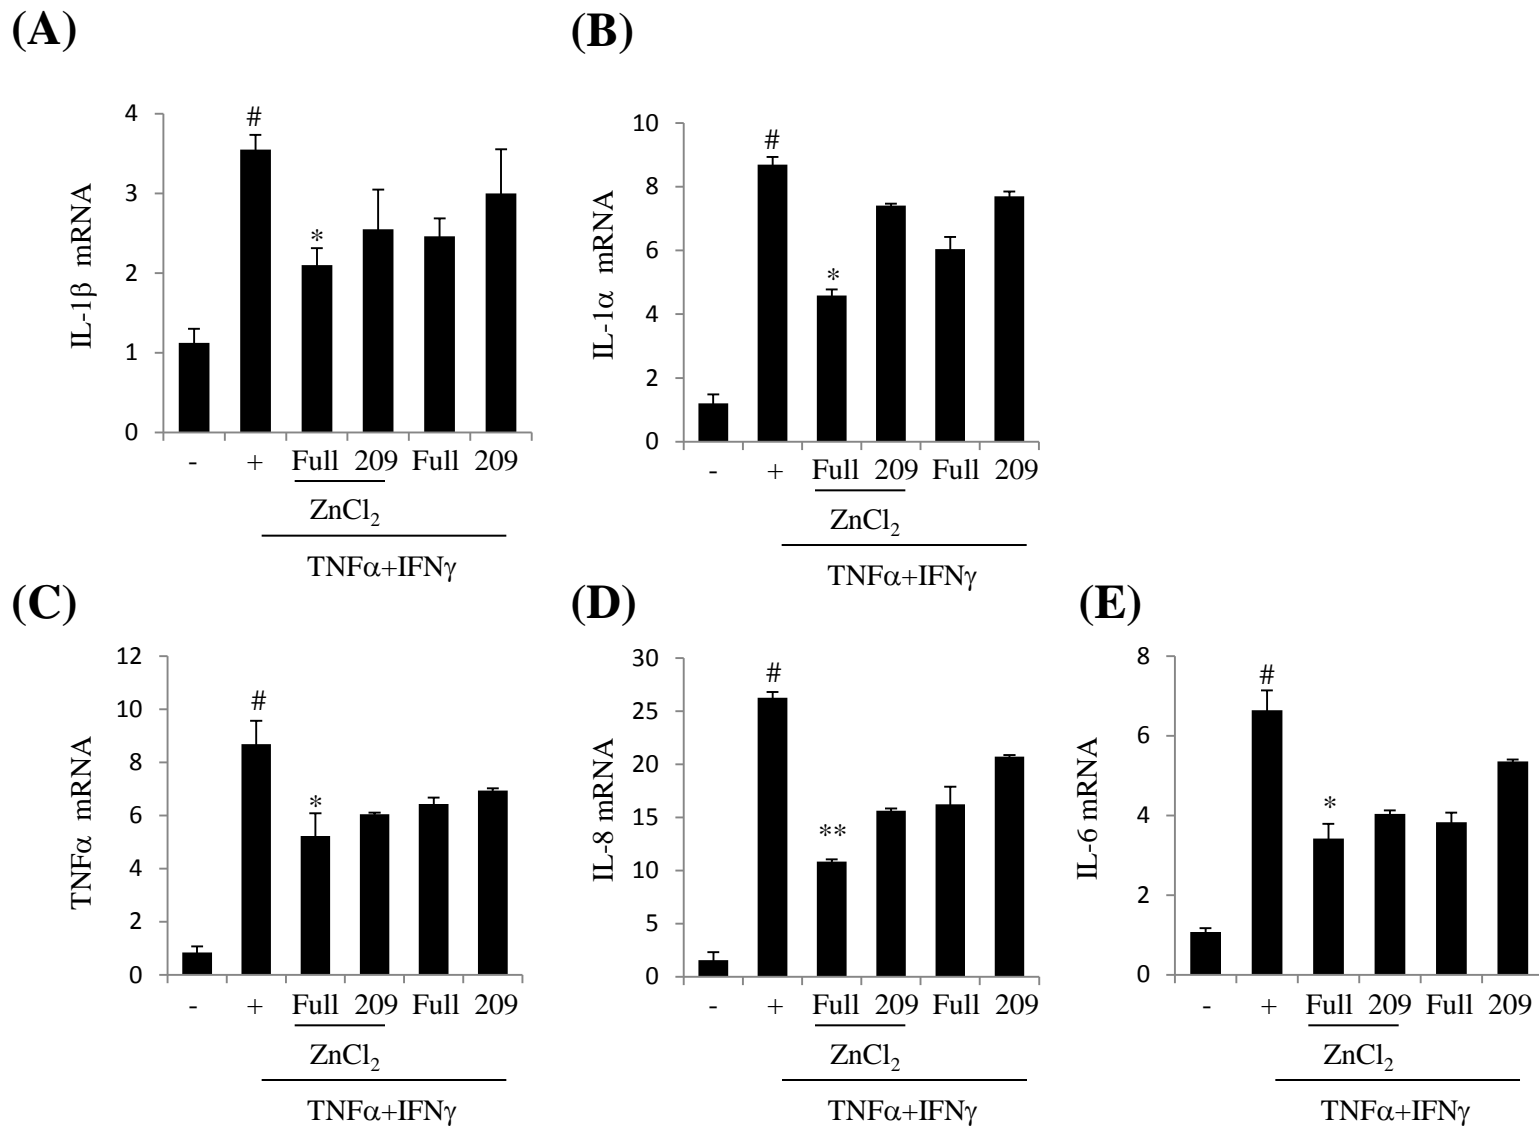 (A)
IL-1β mRNA
4
3
2
1
0
#
*
- + Full 209 Full 209
ZnCl₂
TNFα+IFNγ
(B)
IL-1α mRNA
10
8
6
4
2
0
#
*
- + Full 209 Full 209
ZnCl₂
TNFα+IFNγ
(C)
TNFα mRNA
12
10
8
6
4
2
0
#
*
- + Full 209 Full 209
ZnCl₂
TNFα+IFNγ
(D)
IL-8 mRNA
30
25
20
15
10
5
0
#
**
- + Full 209 Full 209
ZnCl₂
TNFα+IFNγ
(E)
IL-6 mRNA
8
6
4
2
0
#
*
- + Full 209 Full 209
ZnCl₂
TNFα+IFNγ